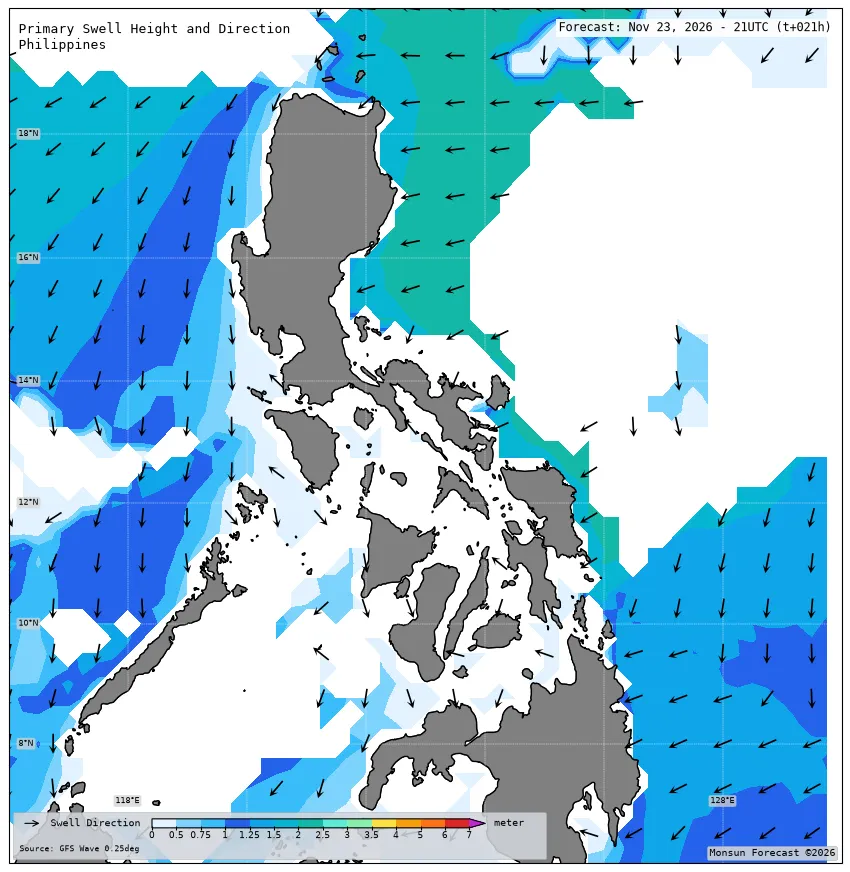 Primary Swell Height and Direction
Philippines
Forecast: Nov 23, 2026 - 21UTC (t+021h)
18°N
16°N
14°N
12°N
10°N
8°N
118°E
128°E
Swell Direction
0 0.5 0.75 1 1.25 1.5 2 2.5 3 3.5 4 5 6 7
meter
Source: GFS Wave 0.25deg
Monsun Forecast ©2026